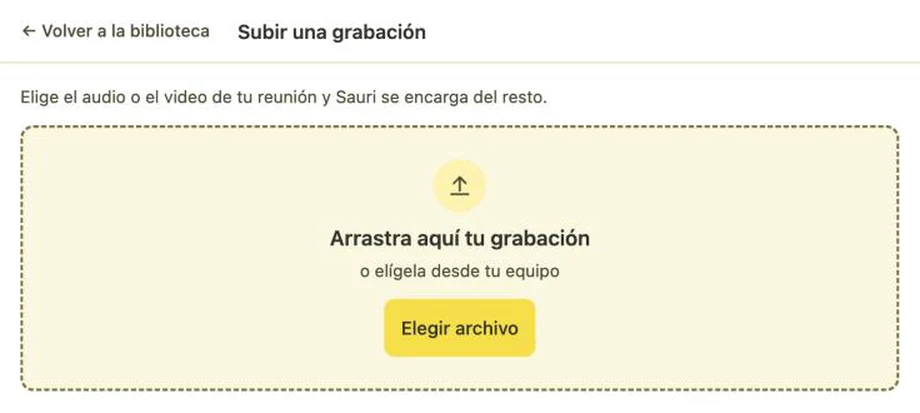 ← Volver a la biblioteca Subir una grabación
Elige el audio o el video de tu reunión y Sauri se encarga del resto.
Arrastra aquí tu grabación
o elígela desde tu equipo
Elegir archivo